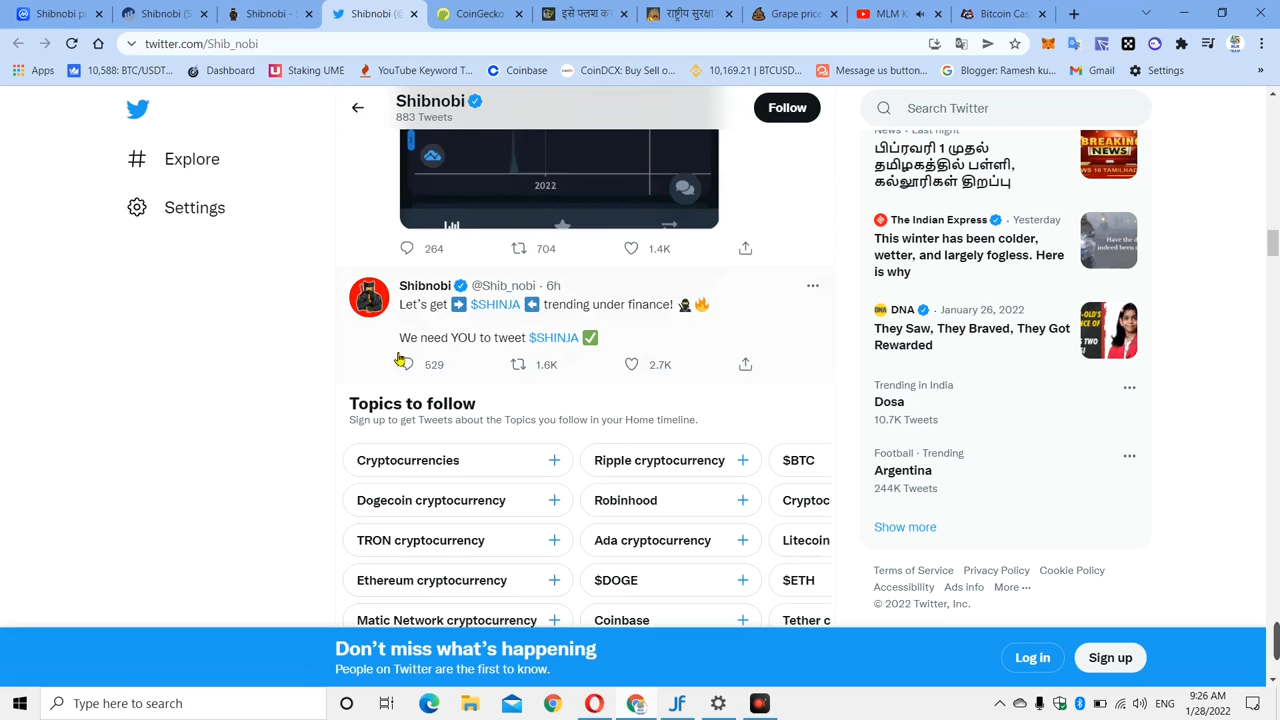 Shibnobi
Shibnobi -
CoinGecko
इसे फ्लाक क
राष्ट्रीय सुरक्
Gate price:
MLM K
Bitcoin Cas
twitter.com/Shib_nobi
Apps
10,588: BTC/USDT...
Dashboard
Staking UME
YouTube Keyword T...
Coinbase
CoinDCX: Buy Sell o...
10,169.21 | BTCUSD...
Message us button...
Blogger: Ramesh ku...
Gmail
Settings
»
Explore
Settings
Shibnobi
883 Tweets
Follow
2022
264
704
1.4K
Shibnobi @Shib_nobi · 6h
Let's get ➡ $SHINJA ⬅ trending under finance! 🥷🔥
We need YOU to tweet $SHINJA ✅
529
1.6K
2.7K
Topics to follow
Sign up to get Tweets about the Topics you follow in your Home timeline.
Cryptocurrencies
Ripple cryptocurrency
$BTC
Dogecoin cryptocurrency
Robinhood
Cryptoc
TRON cryptocurrency
Ada cryptocurrency
Litecoin
Ethereum cryptocurrency
$DOGE
$ETH
Matic Network cryptocurrency
Coinbase
Tether c
Search Twitter
News · Last night
பிப்ரவரி 1 முதல்
தமிழகத்தில் பள்ளி,
கல்லூரிகள் திறப்பு
BREAKIN
NEWS
WS 18 TAMILNAD
The Indian Express · Yesterday
This winter has been colder,
wetter, and largely fogless. Here
is why
DNA · January 26, 2022
They Saw, They Braved, They Got
Rewarded
Trending in India
Dosa
10.7K Tweets
Football · Trending
Argentina
244K Tweets
Show more
Terms of Service Privacy Policy Cookie Policy
Accessibility Ads info More ···
© 2022 Twitter, Inc.
Don't miss what's happening
People on Twitter are the first to know.
Log in
Sign up
Type here to search
ENG
9:26 AM
1/28/2022